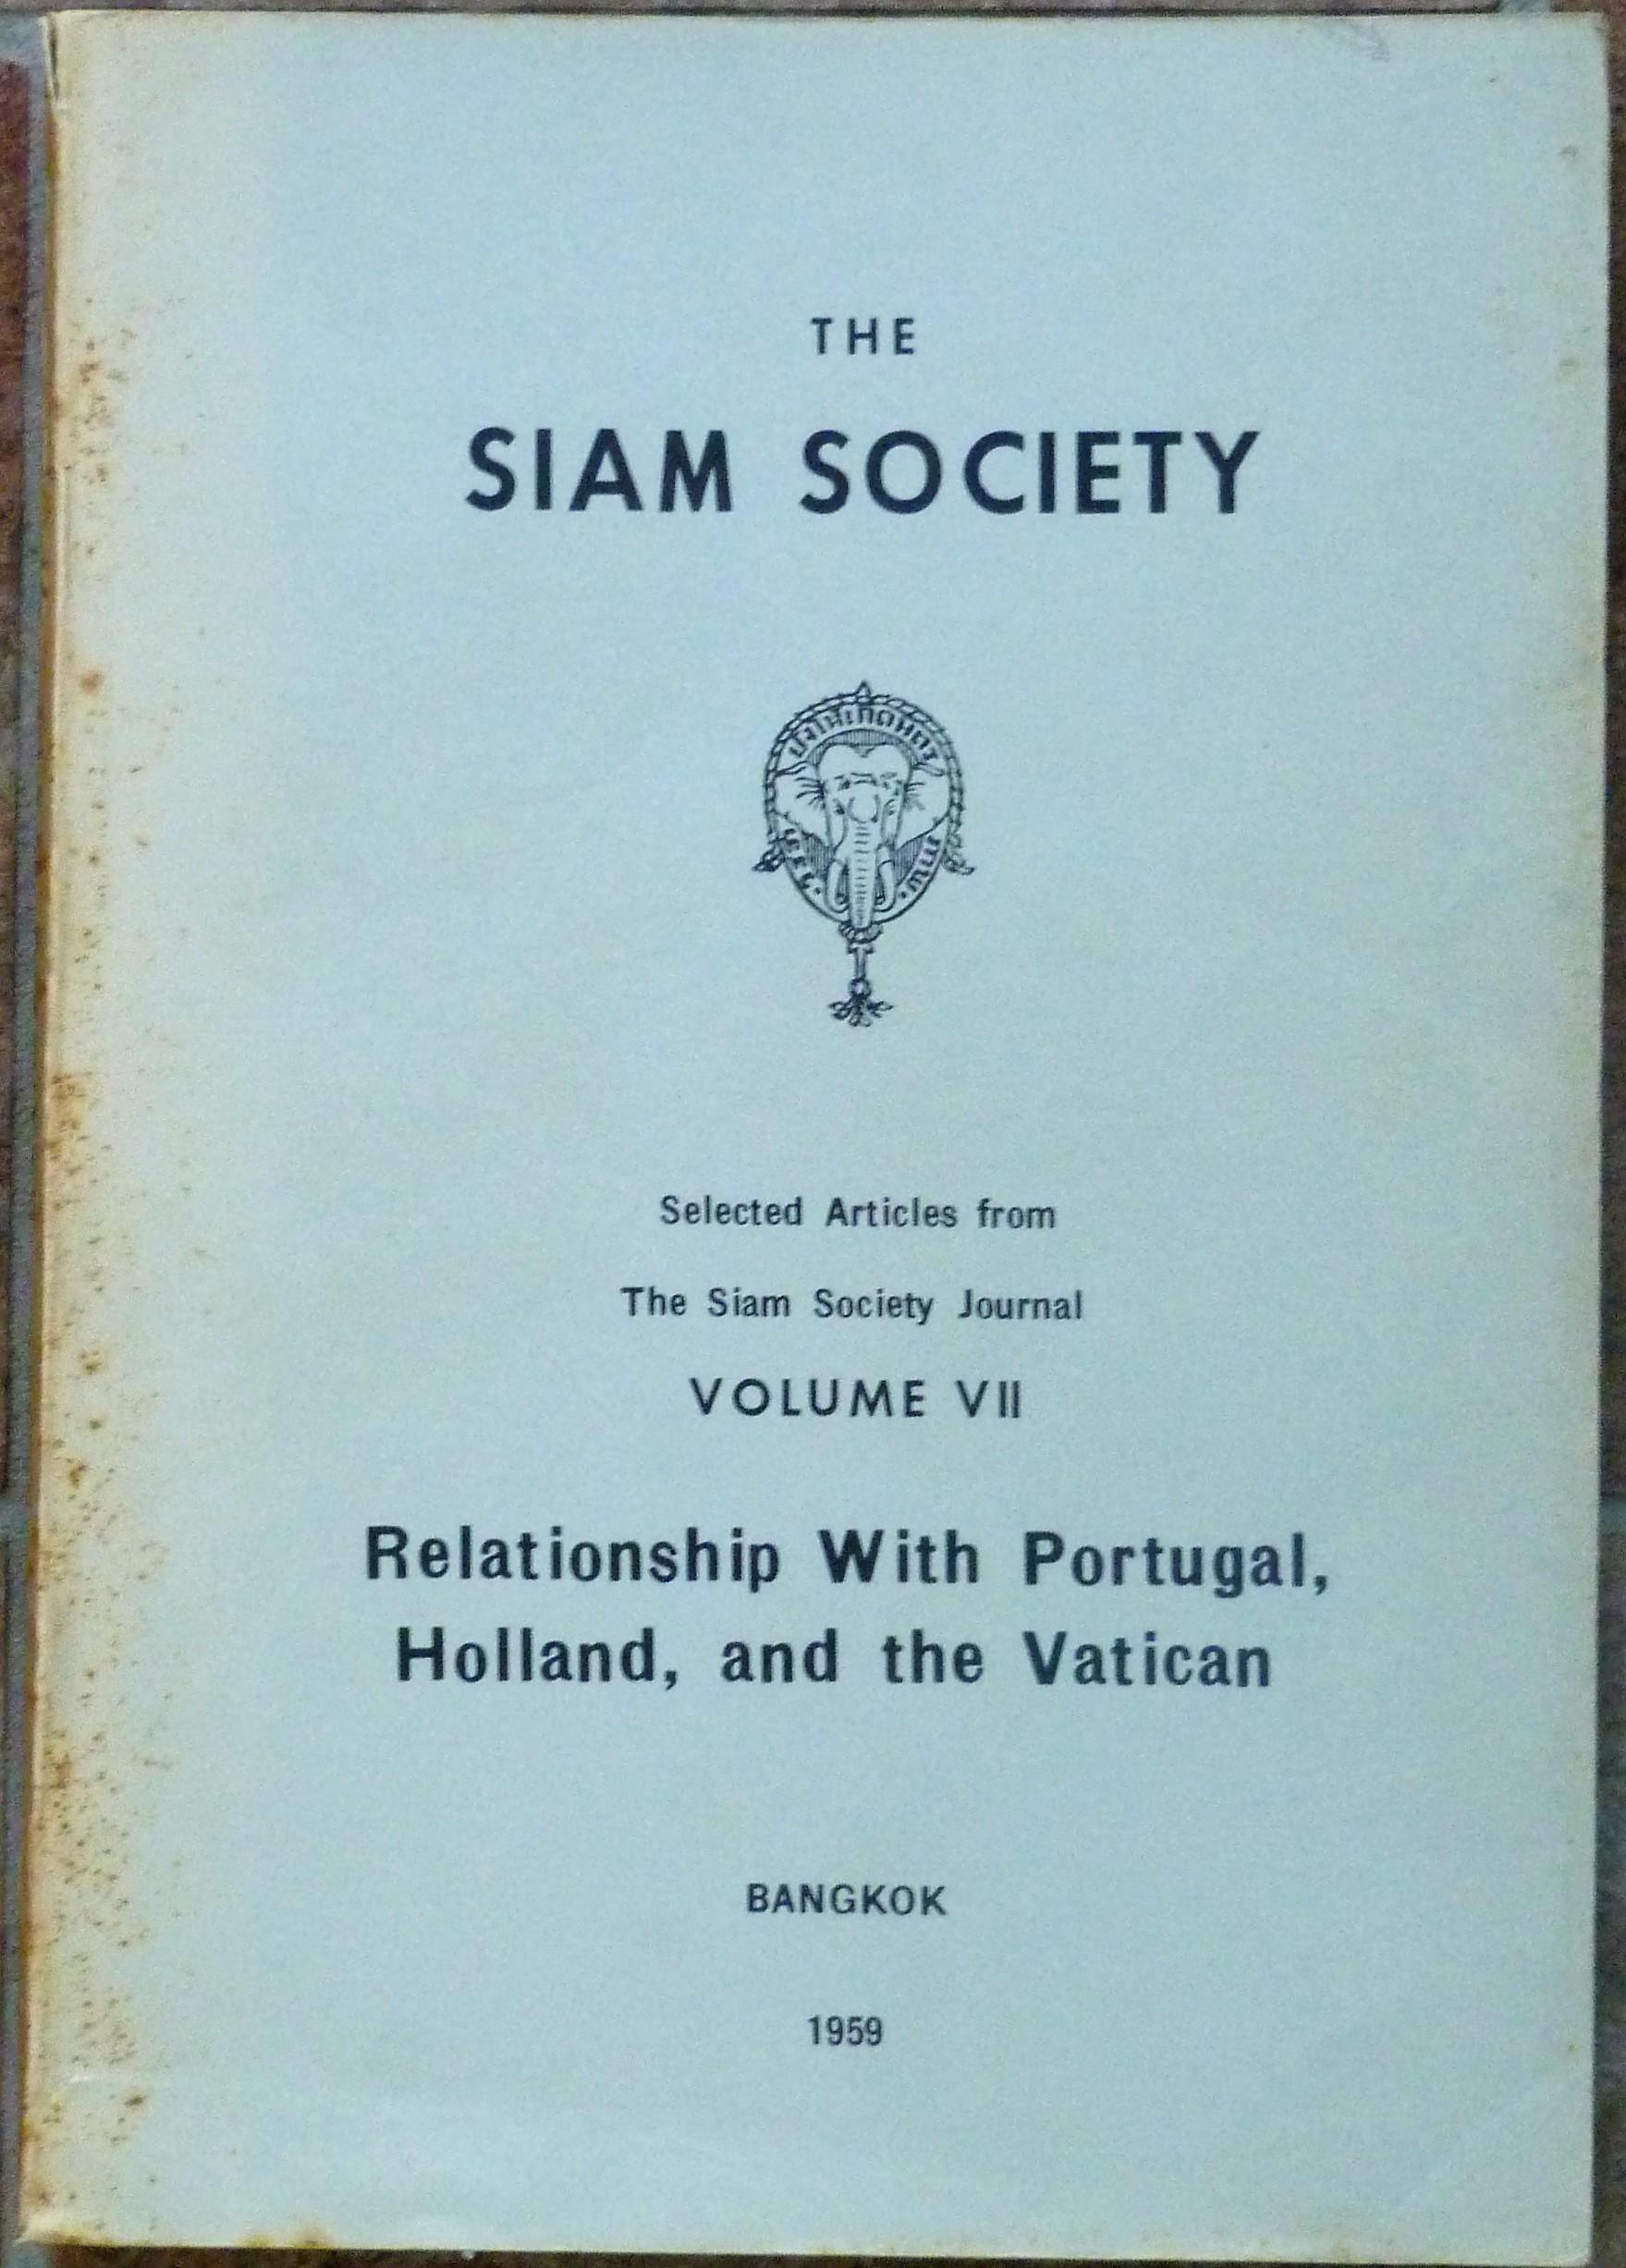 THE
SIAM SOCIETY
Selected Articles from
The Siam Society Journal
VOLUME VII
Relationship With Portugal,
Holland, and the Vatican
BANGKOK
1959